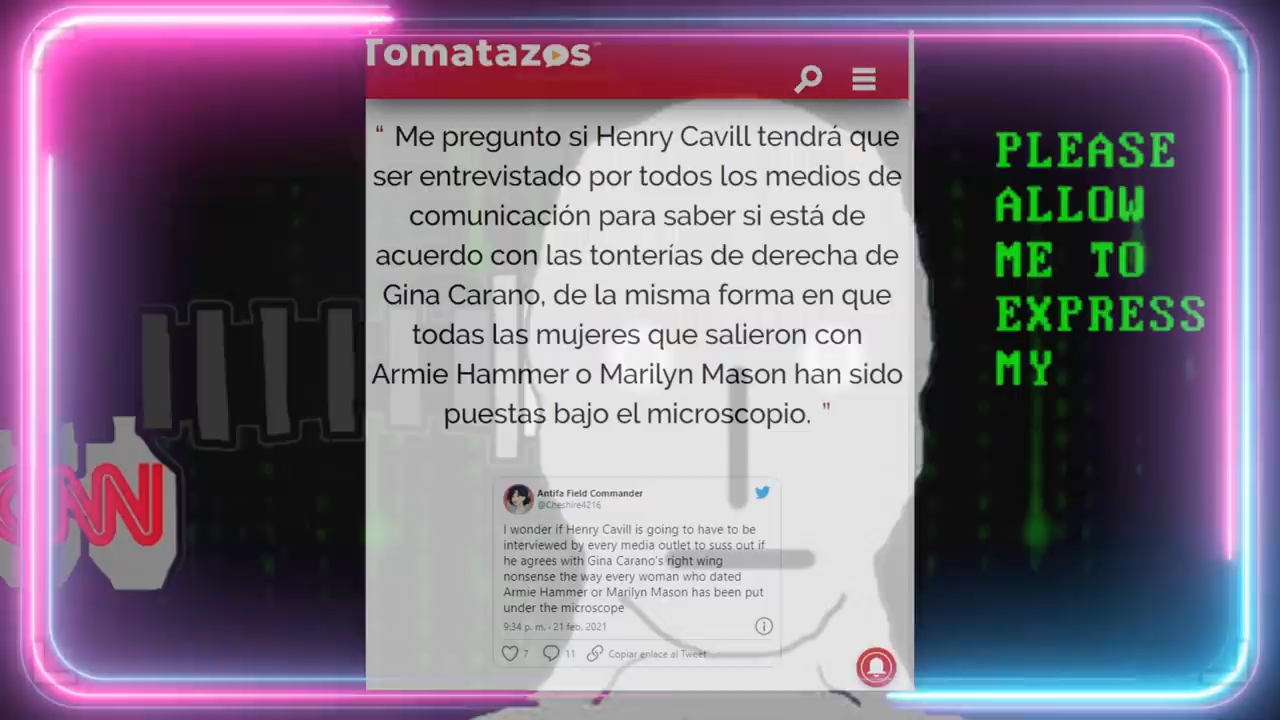 Tomatazos
“ Me pregunto si Henry Cavill tendrá que
ser entrevistado por todos los medios de
comunicación para saber si está de
acuerdo con las tonterías de derecha de
Gina Carano, de la misma forma en que
todas las mujeres que salieron con
Armie Hammer o Marilyn Mason han sido
puestas bajo el microscopio. ”
Antifa Field Commander
@Cheshire4216
I wonder if Henry Cavill is going to have to be
interviewed by every media outlet to suss out if
he agrees with Gina Carano's right wing
nonsense the way every woman who dated
Armie Hammer or Marilyn Mason has been put
under the microscope
9:34 p. m. · 21 feb. 2021
7
11
Copiar enlace al Tweet
CNN
PLEASE
ALLOW
ME TO
EXPRESS
MY